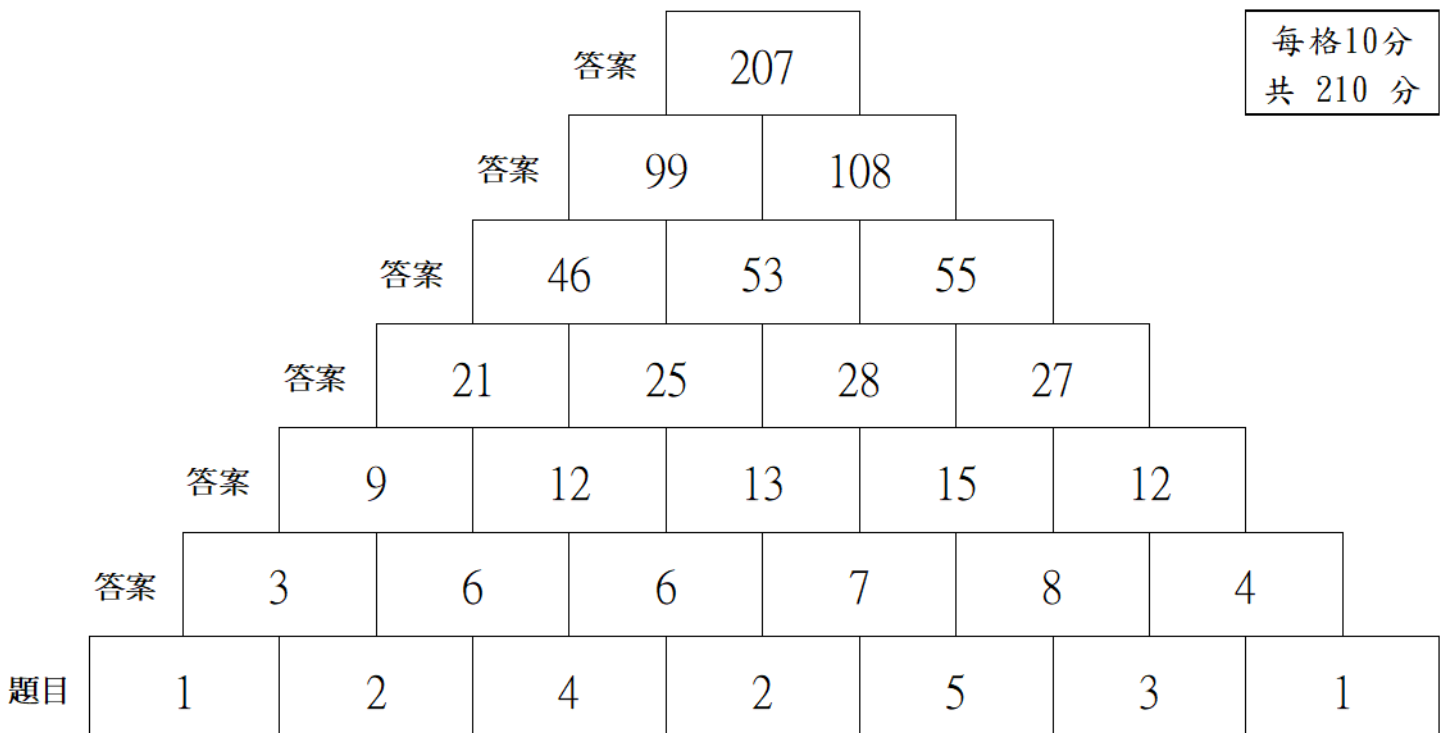 答案 207
每格10分
共 210 分
答案 99 108
答案 46 53 55
答案 21 25 28 27
答案 9 12 13 15 12
答案 3 6 6 7 8 4
題目 1 2 4 2 5 3 1